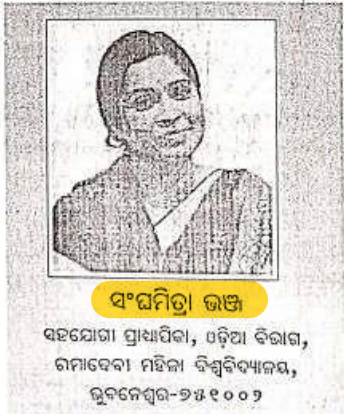 ସଂଘମିତ୍ରା ଭଞ୍ଜ
ସହଯୋଗୀ ପ୍ରାଧ୍ୟାପିକା, ଓଡ଼ିଆ ବିଭାଗ,
ରମାଦେବୀ ମହିଳା ବିଶ୍ୱବିଦ୍ୟାଳୟ,
ଭୁବନେଶ୍ୱର-୭୫୧୦୦୨